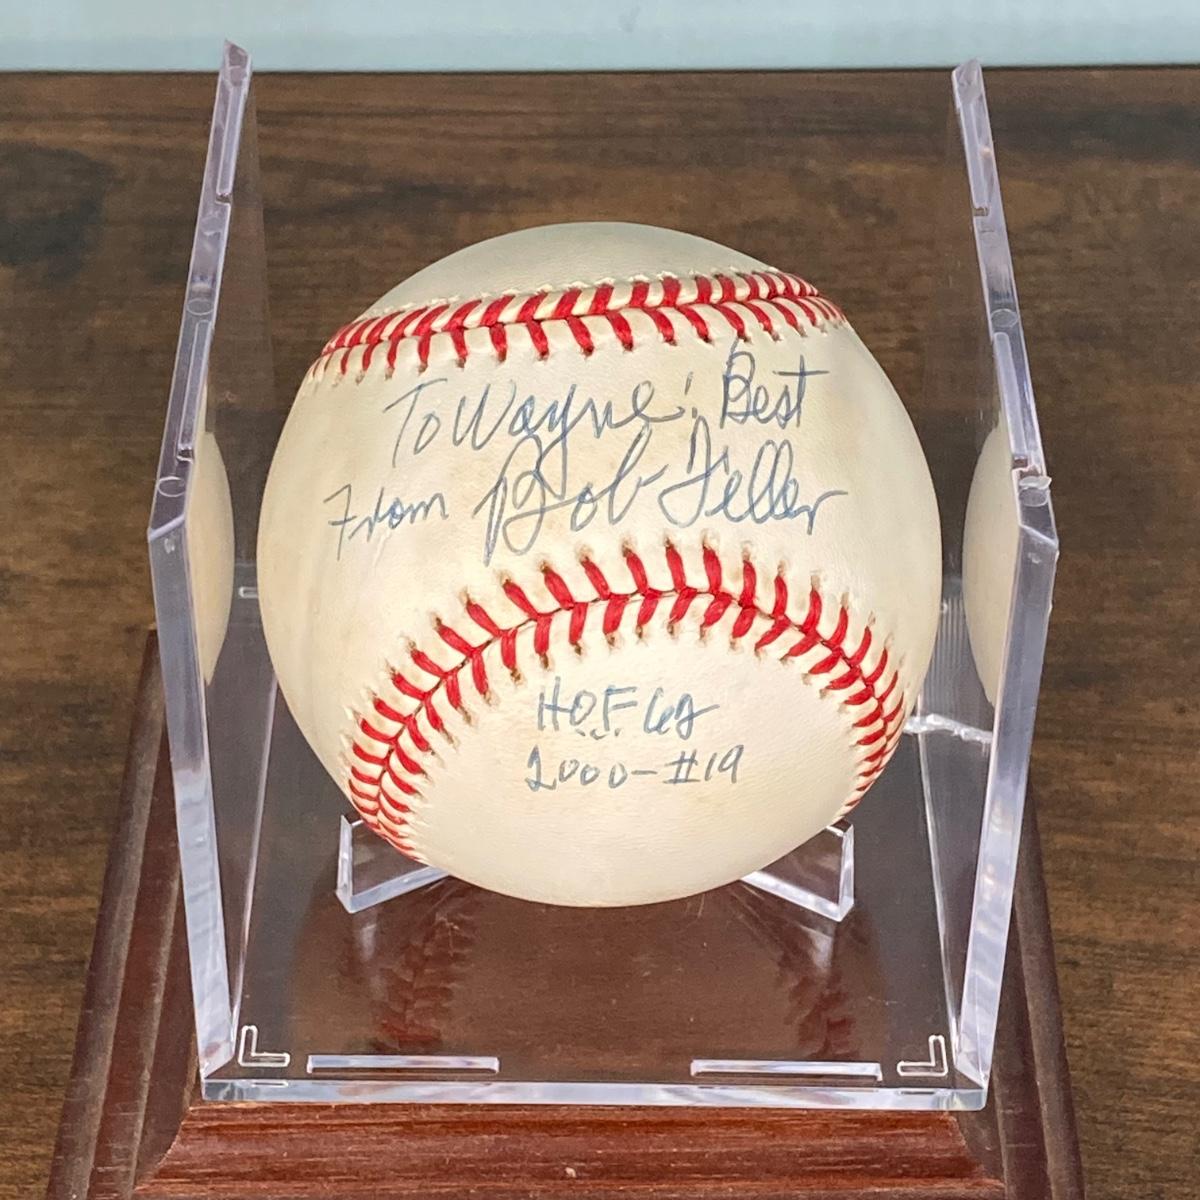 To Wayne: Best
From Bob Feller
H.O.F. 62
2000-#19